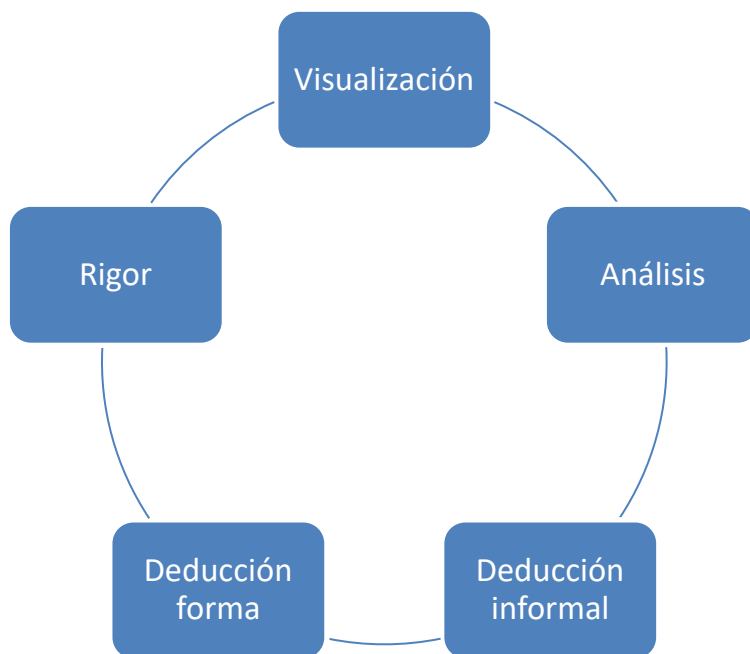 Visualización
Análisis
Deducción
informal
Deducción
forma
Rigor